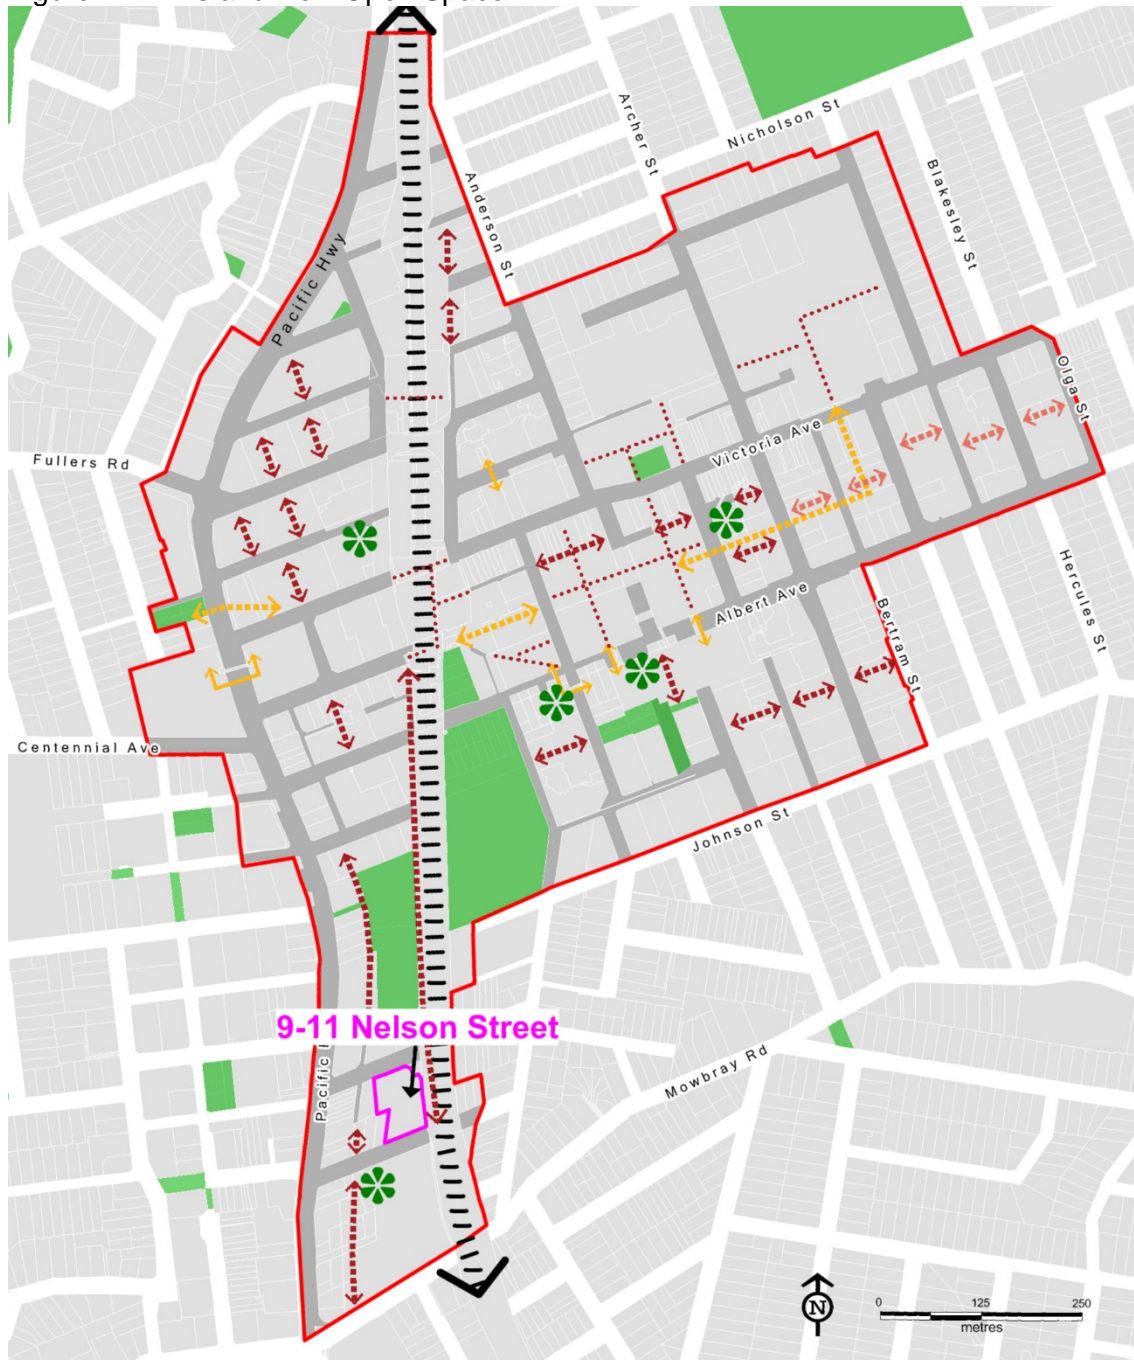 Archer St
Nicholson St
Anderson St
Blakesley St
Pacific Hwy
Olga St
Fullers Rd
Victoria Ave
Hercules St
Albert Ave
Bertram St
Centennial Ave
Johnson St
9-11 Nelson Street
Mowbray Rd
Pacific
N
0 125 250
metres